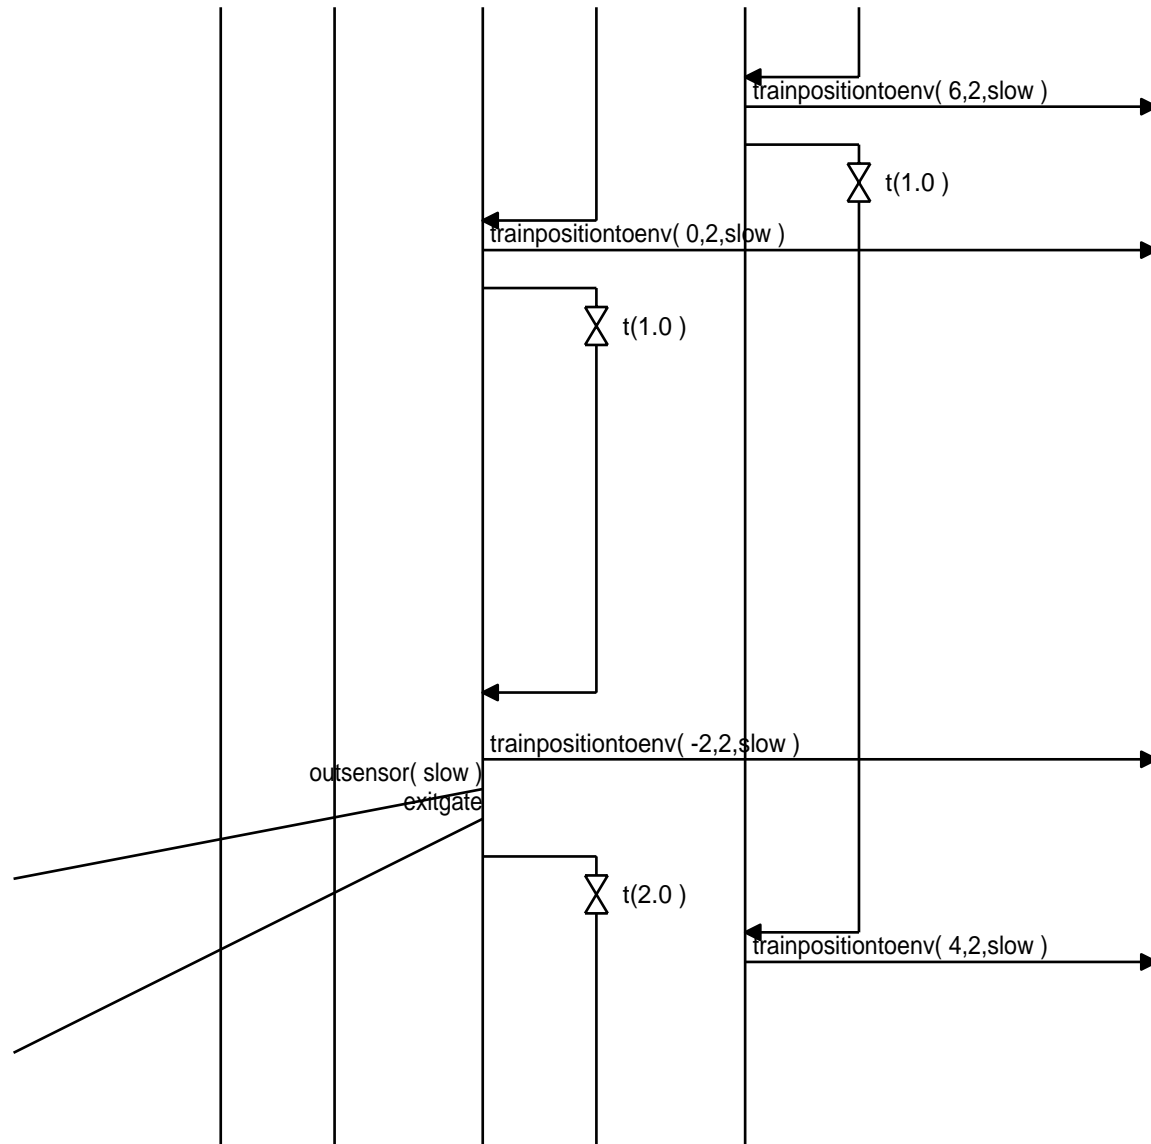 trainpositiontoenv( 6,2,slow )
t(1.0 )
trainpositiontoenv( 0,2,slow )
t(1.0 )
trainpositiontoenv( -2,2,slow )
outsensor( slow )
exitgate
t(2.0 )
trainpositiontoenv( 4,2,slow )